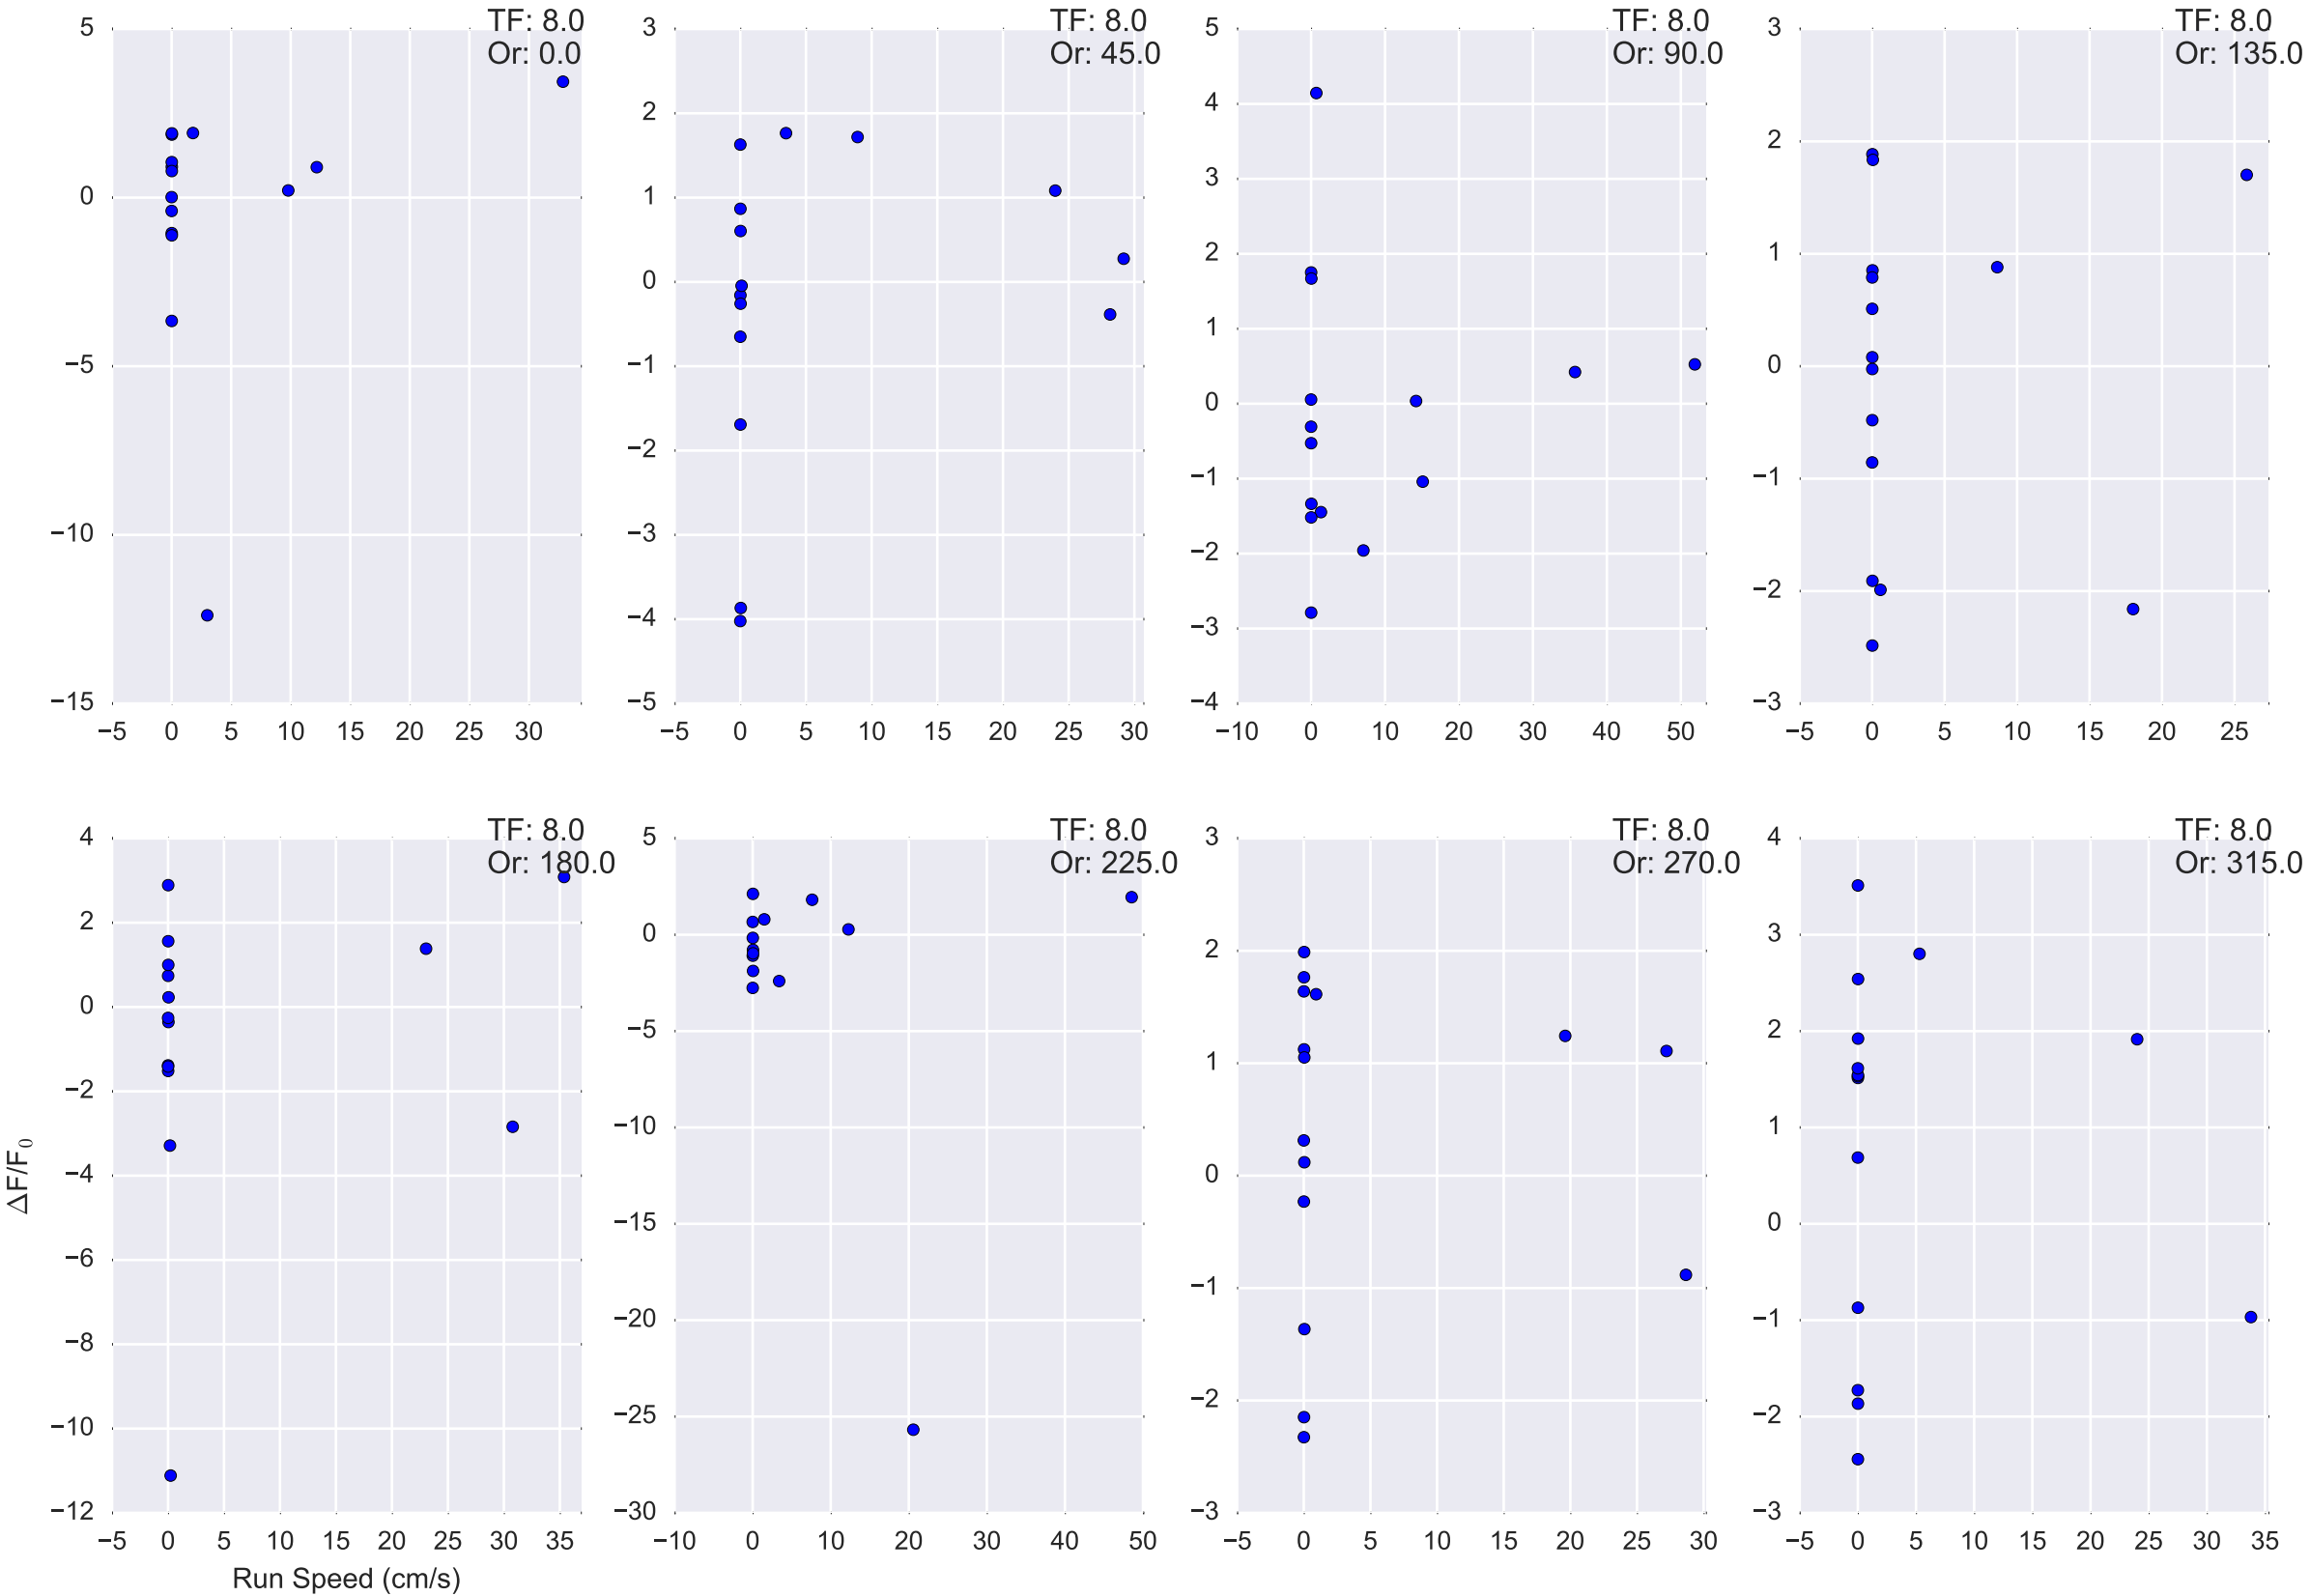 TF: 8.0
Or: 0.0
5
0
−5
−10
−15
−5 0 5 10 15 20 25 30
TF: 8.0
Or: 45.0
3
2
1
0
−1
−2
−3
−4
−5
−5 0 5 10 15 20 25 30
TF: 8.0
Or: 90.0
5
4
3
2
1
0
−1
−2
−3
−4
−10 0 10 20 30 40 50
TF: 8.0
Or: 135.0
3
2
1
0
−1
−2
−3
−5 0 5 10 15 20 25
TF: 8.0
Or: 180.0
4
2
0
−2
−4
−6
−8
−10
−12
−5 0 5 10 15 20 25 30 35
ΔF/F0
Run Speed (cm/s)
TF: 8.0
Or: 225.0
5
0
−5
−10
−15
−20
−25
−30
−10 0 10 20 30 40 50
TF: 8.0
Or: 270.0
3
2
1
0
−1
−2
−3
−5 0 5 10 15 20 25 30
TF: 8.0
Or: 315.0
4
3
2
1
0
−1
−2
−3
−5 0 5 10 15 20 25 30 35